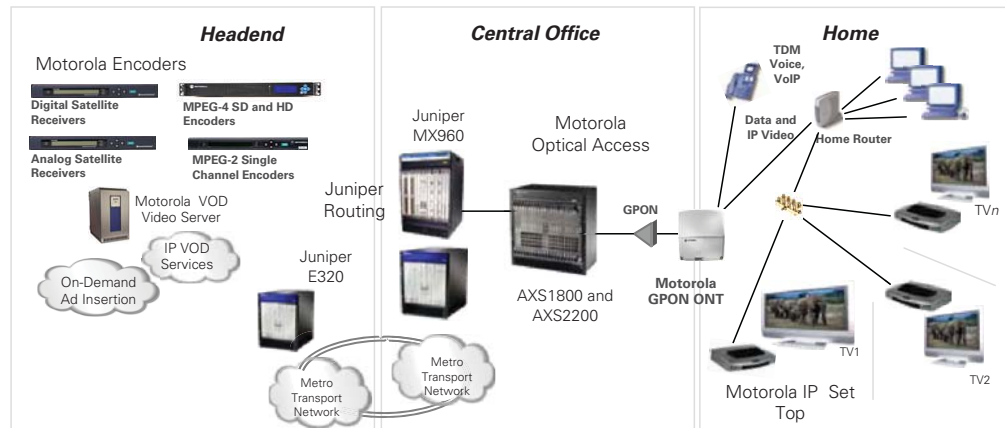 Headend
Motorola Encoders
Digital Satellite
Receivers
MPEG-4 SD and HD
Encoders
Analog Satellite
Receivers
MPEG-2 Single
Channel Encoders
Motorola VOD
Video Server
IP VOD
Services
On-Demand
Ad Insertion
Juniper
E320
Metro
Transport
Network
Central Office
Juniper
MX960
Juniper
Routing
Motorola
Optical Access
AXS1800 and
AXS2200
Metro
Transport
Network
GPON
Home
TDM
Voice,
VoIP
Data and
IP Video
Home Router
Motorola
GPON ONT
TVn
TV1
TV2
Motorola IP Set
Top